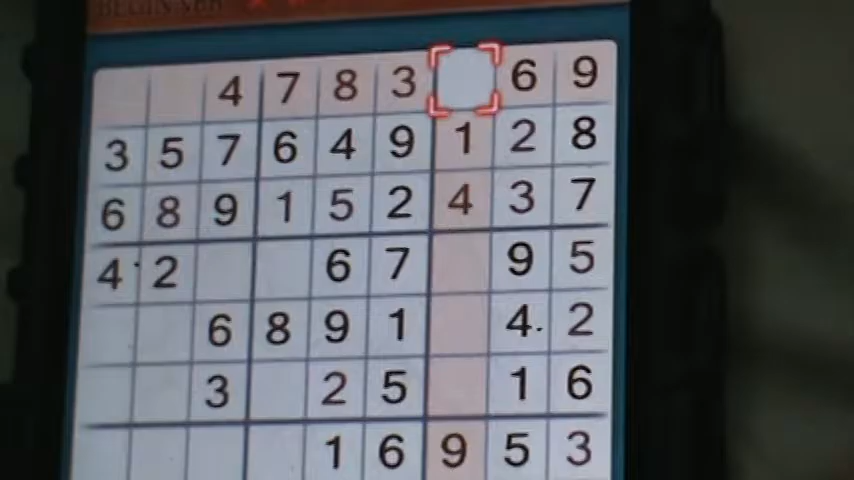 BEGINNER
4 7 8 3 6 9
3 5 7 6 4 9 1 2 8
6 8 9 1 5 2 4 3 7
4 2 6 7 9 5
6 8 9 1 4 2
3 2 5 1 6
1 6 9 5 3